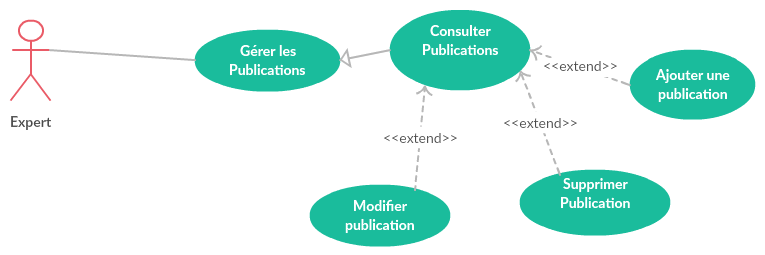 Gérer les
Publications
Consulter
Publications
<<extend>>
Ajouter une
publication
Expert
<<extend>>
<<extend>>
Modifier
publication
Supprimer
Publication